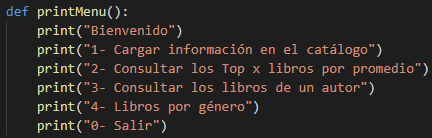 def printMenu():
print("Bienvenido")
print("1- Cargar información en el catálogo")
print("2- Consultar los Top x libros por promedio")
print("3- Consultar los libros de un autor")
print("4- Libros por género")
print("0- Salir")